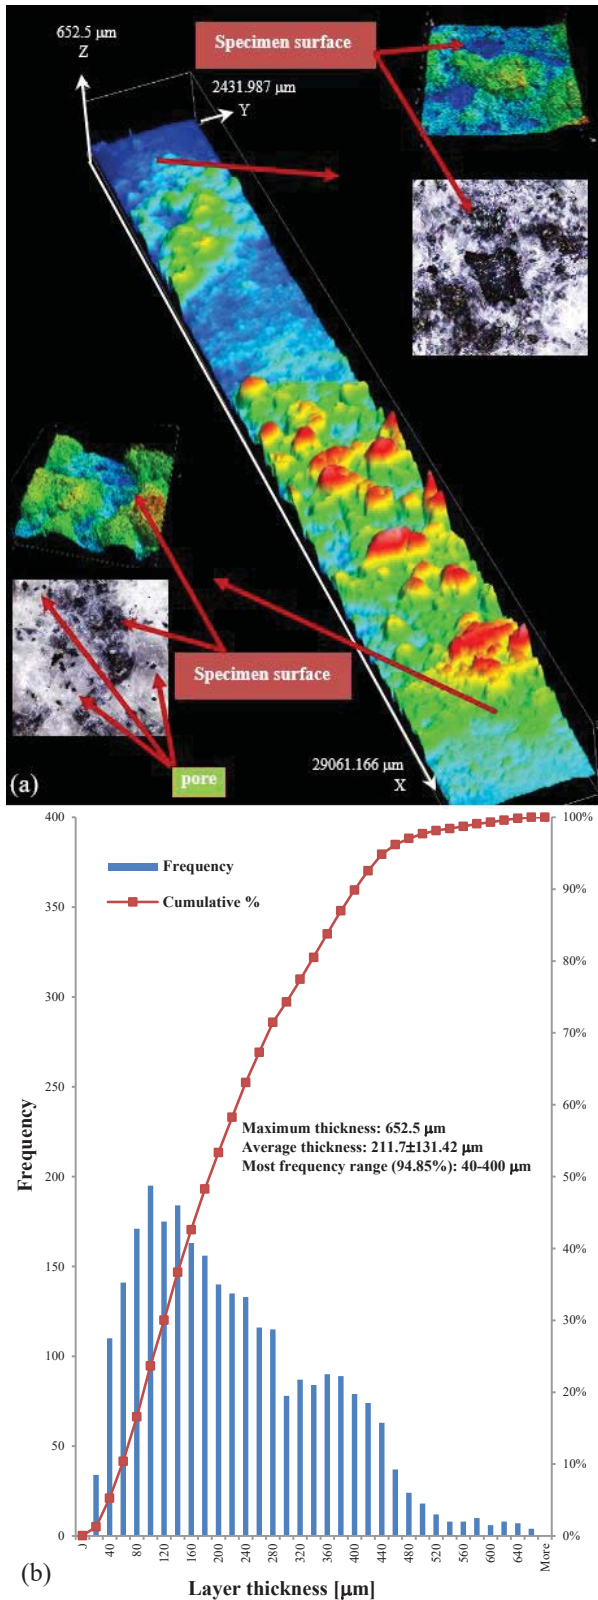 652.5 μm
Z
Specimen surface
2431.987 μm
Y
Specimen surface
pore
29061.166 μm
X
(a)
400
350
300
250
200
150
100
50
0
Frequency
100%
90%
80%
70%
60%
50%
40%
30%
20%
10%
0%
Frequency
Cumulative %
Maximum thickness: 652.5 μm
Average thickness: 211.7±131.42 μm
Most frequency range (94.85%): 40-400 μm
0
40
80
120
160
200
240
280
320
360
400
440
480
520
560
600
640
More
Layer thickness [μm]
(b)